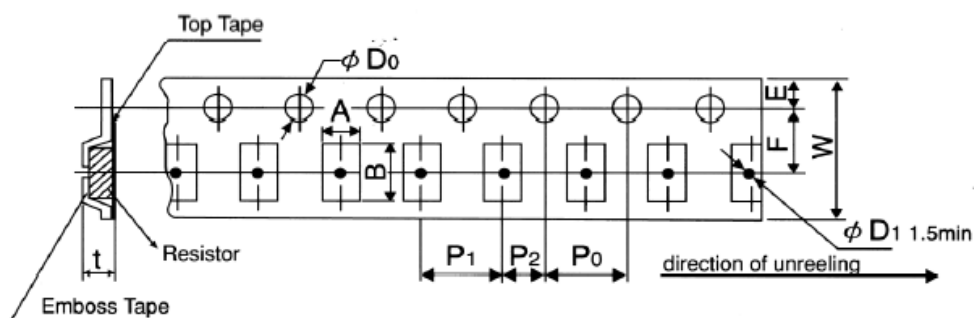 Top Tape
ϕ D0
A
B
E
F
W
ϕ D1 1.5min
Resistor
t
P1
P2
P0
direction of unreeling
Emboss Tape